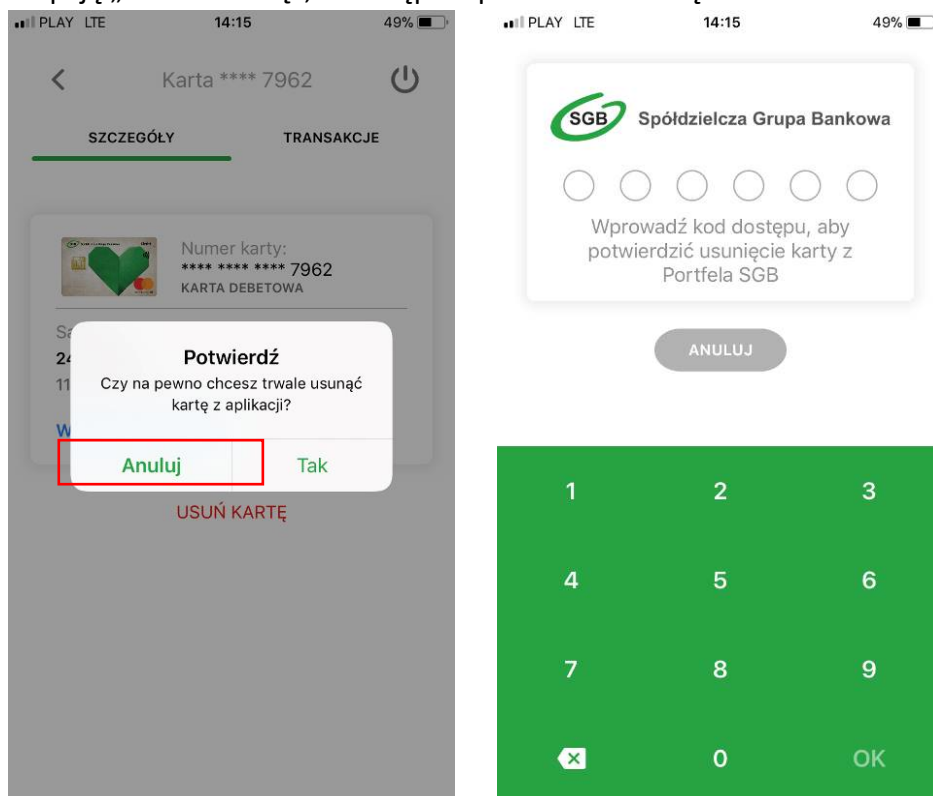 PLAY LTE 14:15 49%
Karta **** 7962
SZCZEGÓŁY TRANSAKCJE
Numer karty:
**** **** **** 7962
KARTA DEBETOWA
24
11
W
Potwierdź
Czy na pewno chcesz trwale usunąć
kartę z aplikacji?
Anuluj Tak
USUŃ KARTĘ
PLAY LTE 14:15 49%
SGB Spółdzielcza Grupa Bankowa
Wprowadź kod dostępu, aby
potwierdzić usunięcie karty z
Portfela SGB
ANULUJ
1 2 3
4 5 6
7 8 9
0 OK